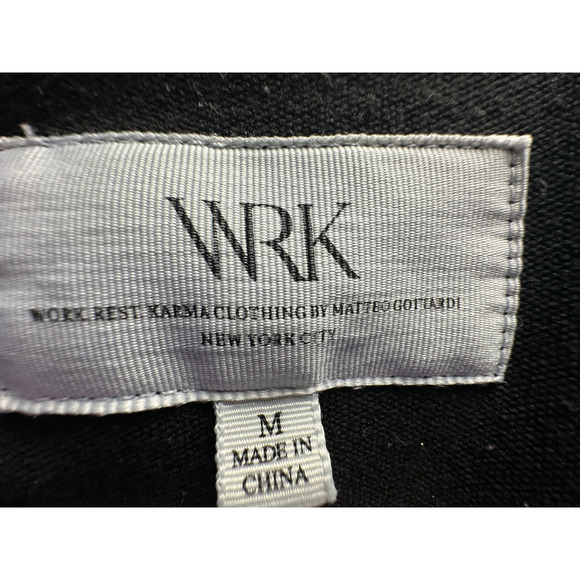 WRK
WORK REST KARMA CLOTHING BY MATTEO GOTTARDI
NEW YORK CITY
M
MADE IN
CHINA